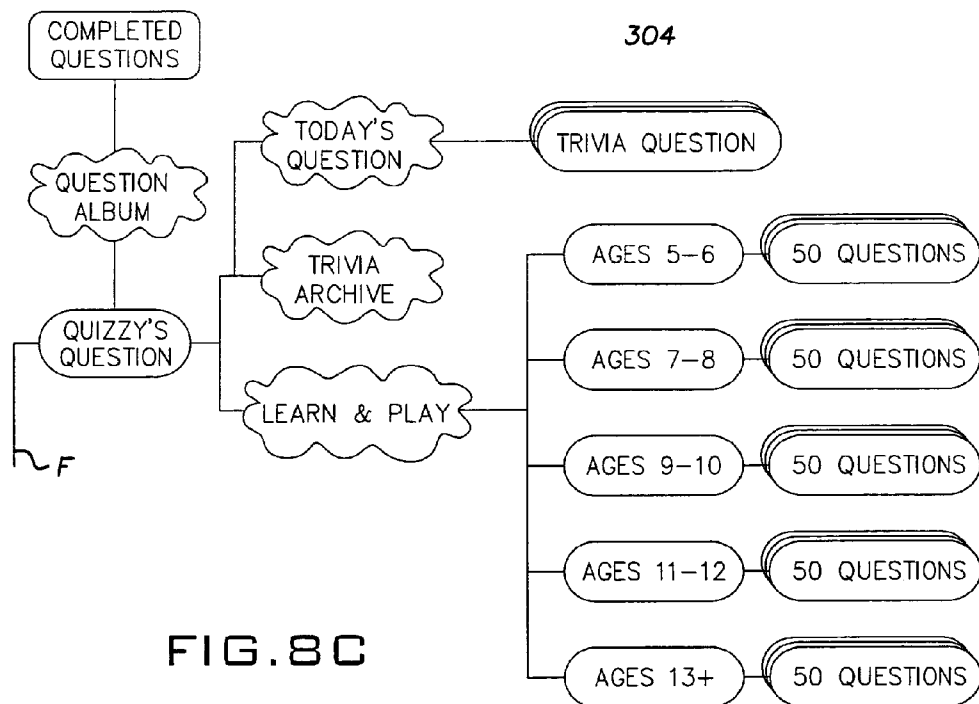 COMPLETED
QUESTIONS
304
TODAY'S
QUESTION
TRIVIA QUESTION
QUESTION
ALBUM
TRIVIA
ARCHIVE
QUIZZY'S
QUESTION
LEARN & PLAY
F
AGES 5-6
50 QUESTIONS
AGES 7-8
50 QUESTIONS
AGES 9-10
50 QUESTIONS
AGES 11-12
50 QUESTIONS
AGES 13+
50 QUESTIONS
FIG.8C